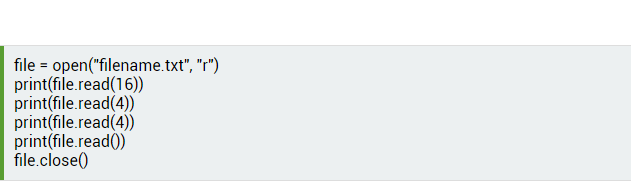 file = open("filename.txt", "r")
print(file.read(16))
print(file.read(4))
print(file.read(4))
print(file.read())
file.close()